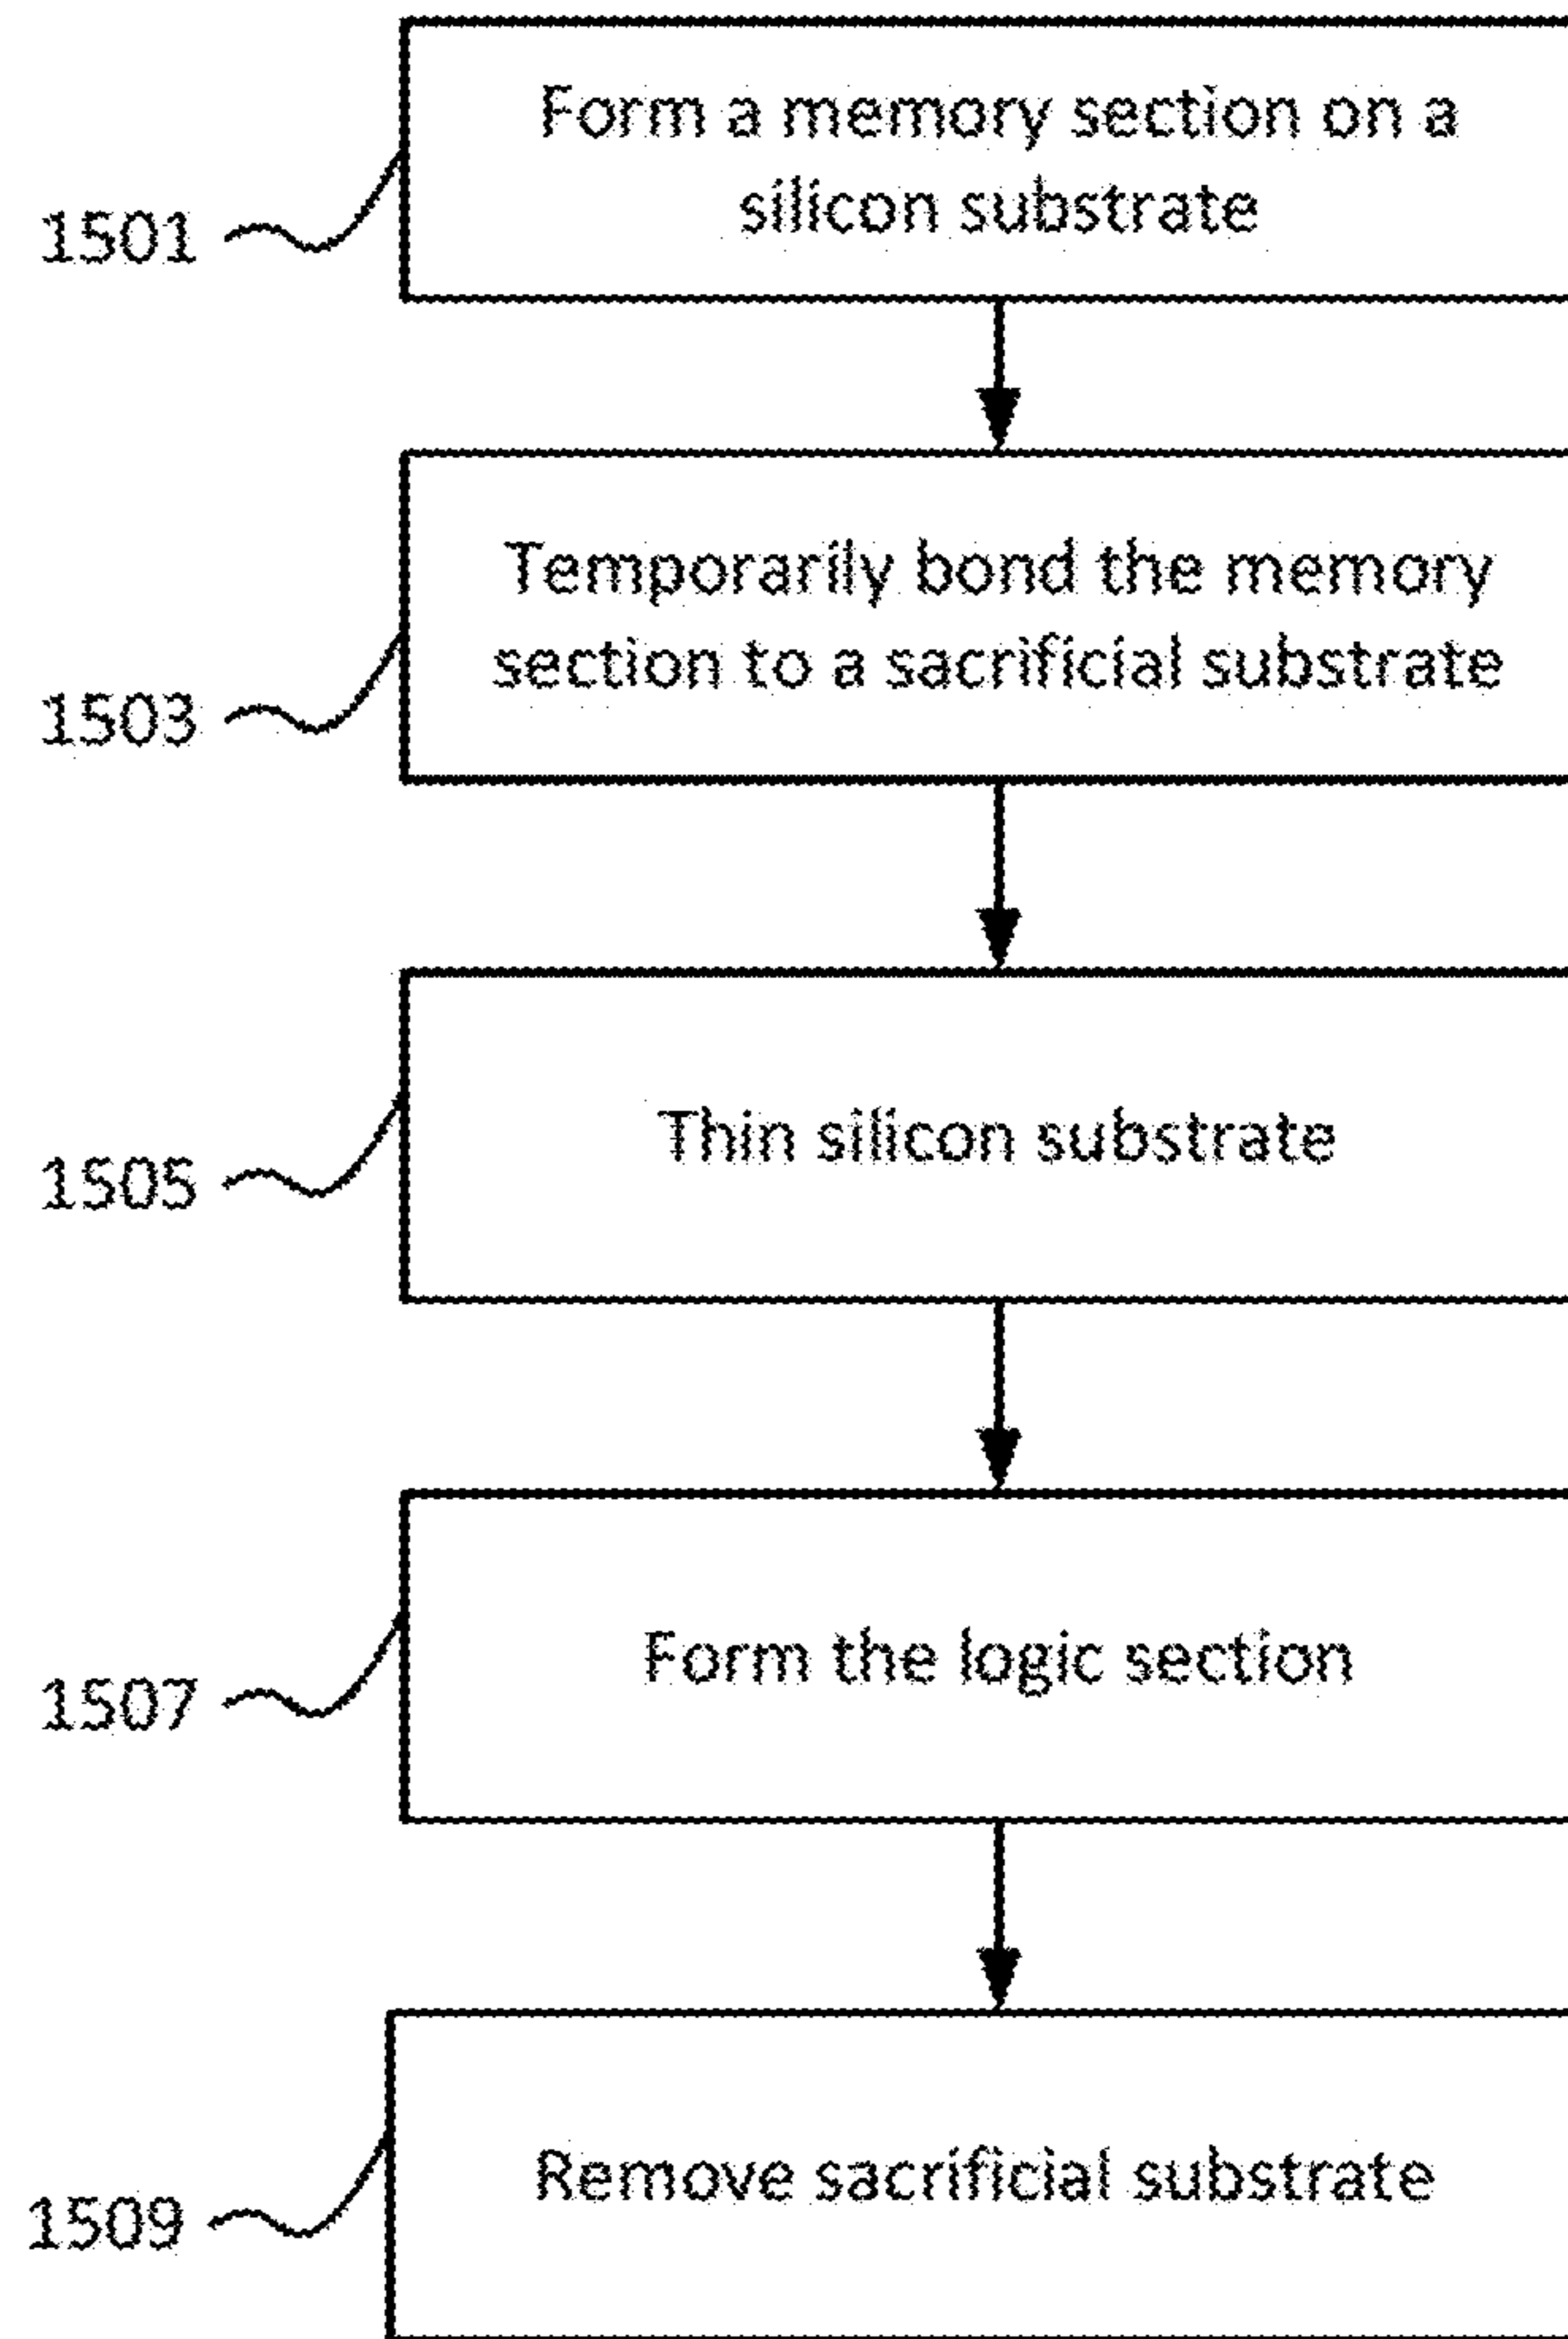 Form a memory section on a
silicon substrate
1501
Temporarily bond the memory
section to a sacrificial substrate
1503
Thin silicon substrate
1505
Form the logic section
1507
Remove sacrificial substrate
1509